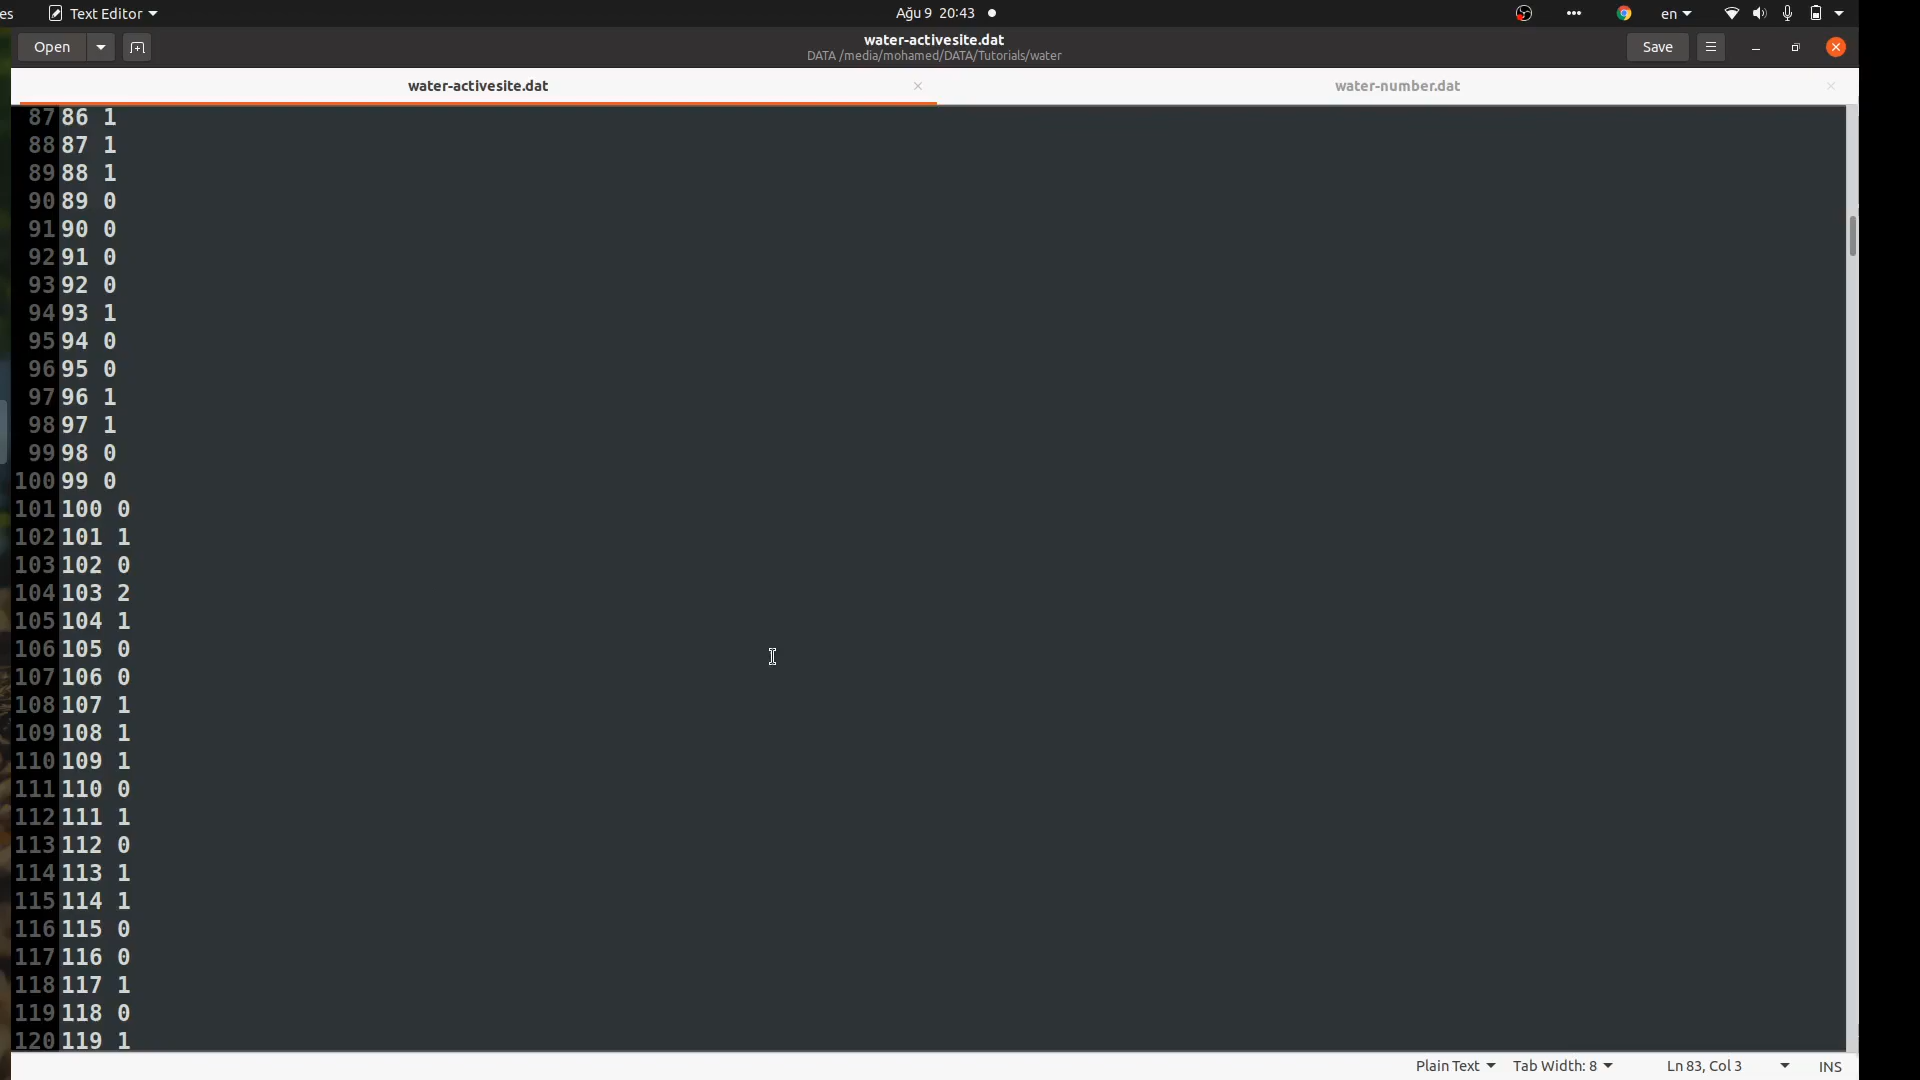 es Text Editor Ağu 9 20:43 en
Open water-activesite.dat Save
DATA /media/mohamed/DATA/Tutorials/water
water-activesite.dat water-number.dat
87 86 1
88 87 1
89 88 1
90 89 0
91 90 0
92 91 0
93 92 0
94 93 1
95 94 0
96 95 0
97 96 1
98 97 1
99 98 0
100 99 0
101 100 0
102 101 1
103 102 0
104 103 2
105 104 1
106 105 0
107 106 0
108 107 1
109 108 1
110 109 1
111 110 0
112 111 1
113 112 0
114 113 1
115 114 1
116 115 0
117 116 0
118 117 1
119 118 0
120 119 1
Plain Text Tab Width: 8 Ln 83, Col 3 INS